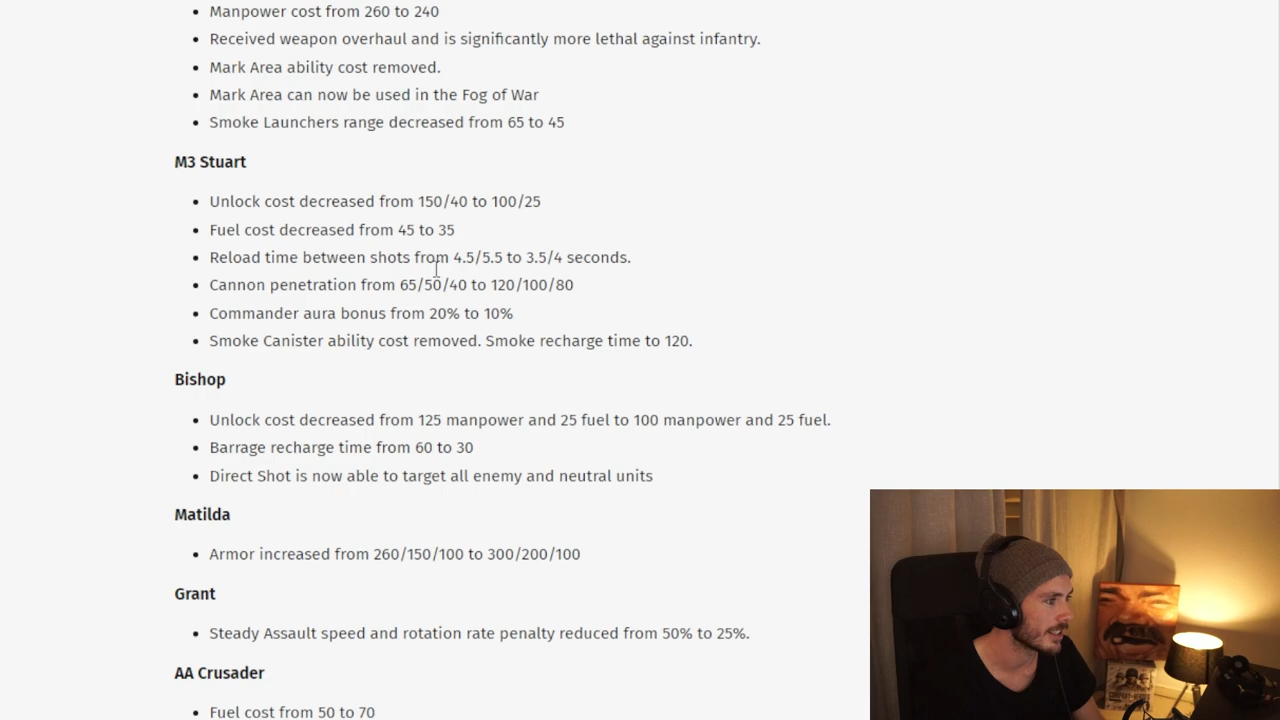 Manpower cost from 260 to 240
Received weapon overhaul and is significantly more lethal against infantry.
Mark Area ability cost removed.
Mark Area can now be used in the Fog of War
Smoke Launchers range decreased from 65 to 45
M3 Stuart
Unlock cost decreased from 150/40 to 100/25
Fuel cost decreased from 45 to 35
Reload time between shots from 4.5/5.5 to 3.5/4 seconds.
Cannon penetration from 65/50/40 to 120/100/80
Commander aura bonus from 20% to 10%
Smoke Canister ability cost removed. Smoke recharge time to 120.
Bishop
Unlock cost decreased from 125 manpower and 25 fuel to 100 manpower and 25 fuel.
Barrage recharge time from 60 to 30
Direct Shot is now able to target all enemy and neutral units
Matilda
Armor increased from 260/150/100 to 300/200/100
Grant
Steady Assault speed and rotation rate penalty reduced from 50% to 25%.
AA Crusader
Fuel cost from 50 to 70